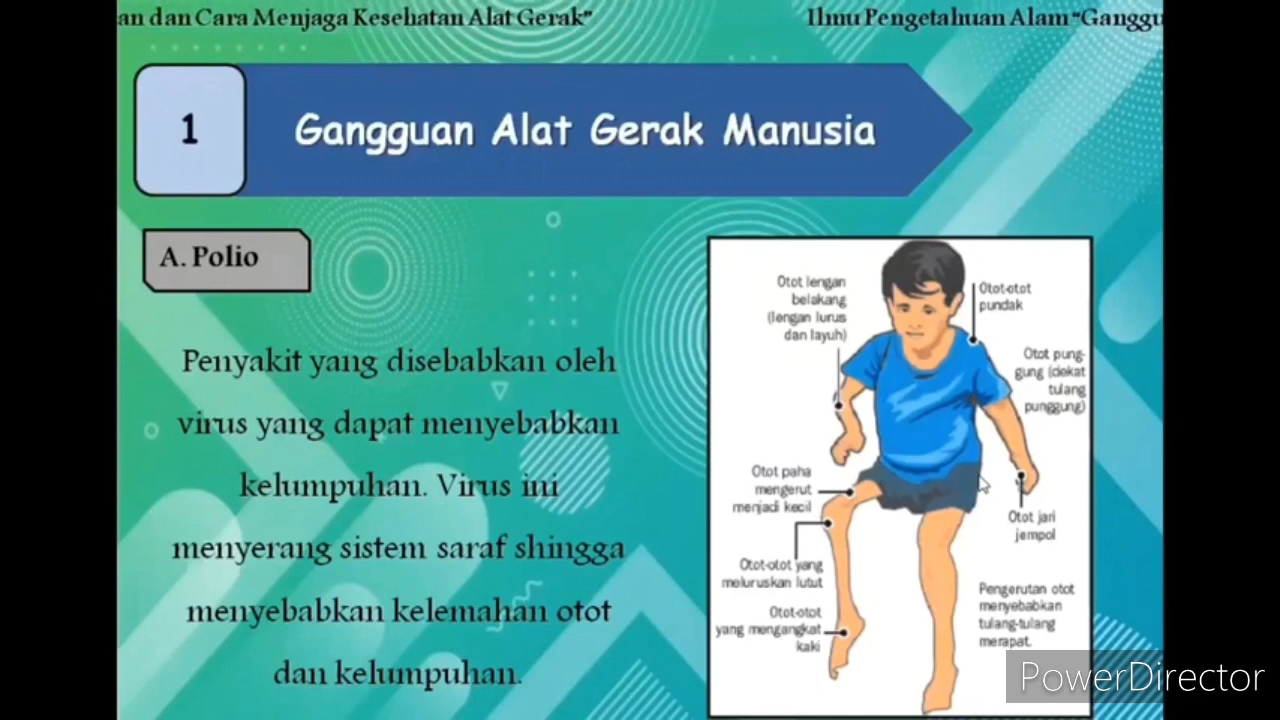 an dan Cara Menjaga Kesehatan Alat Gerak”
Ilmu Pengetahuan Alam “Ganggu
1
Gangguan Alat Gerak Manusia
A. Polio
Penyakit yang disebabkan oleh
virus yang dapat menyebabkan
kelumpuhan. Virus ini
menyerang sistem saraf shingga
menyebabkan kelemahan otot
dan kelumpuhan.
Otot lengan
belakang
(lengan lurus
dan layuh)
Otot-otot
pundak
Otot pung-
gung (dekat
tulang
punggung)
Otot paha
mengerut
menjadi kecil
Otot jari
jempol
Otot-otot yang
meluruskan lutut
Otot-otot
yang mengangkat
kaki
Pengerutan otot
menyebabkan
tulang-tulang
merapat.
PowerDirector